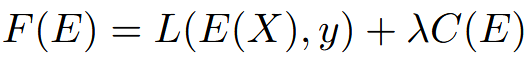 F(E) = L(E(X), y) + λC(E)